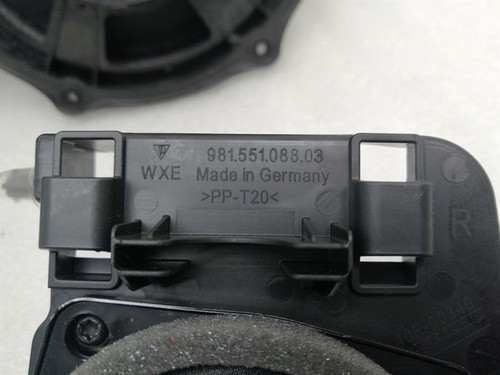 981.551.088.03
WXE Made in Germany
>PP-T20<
R